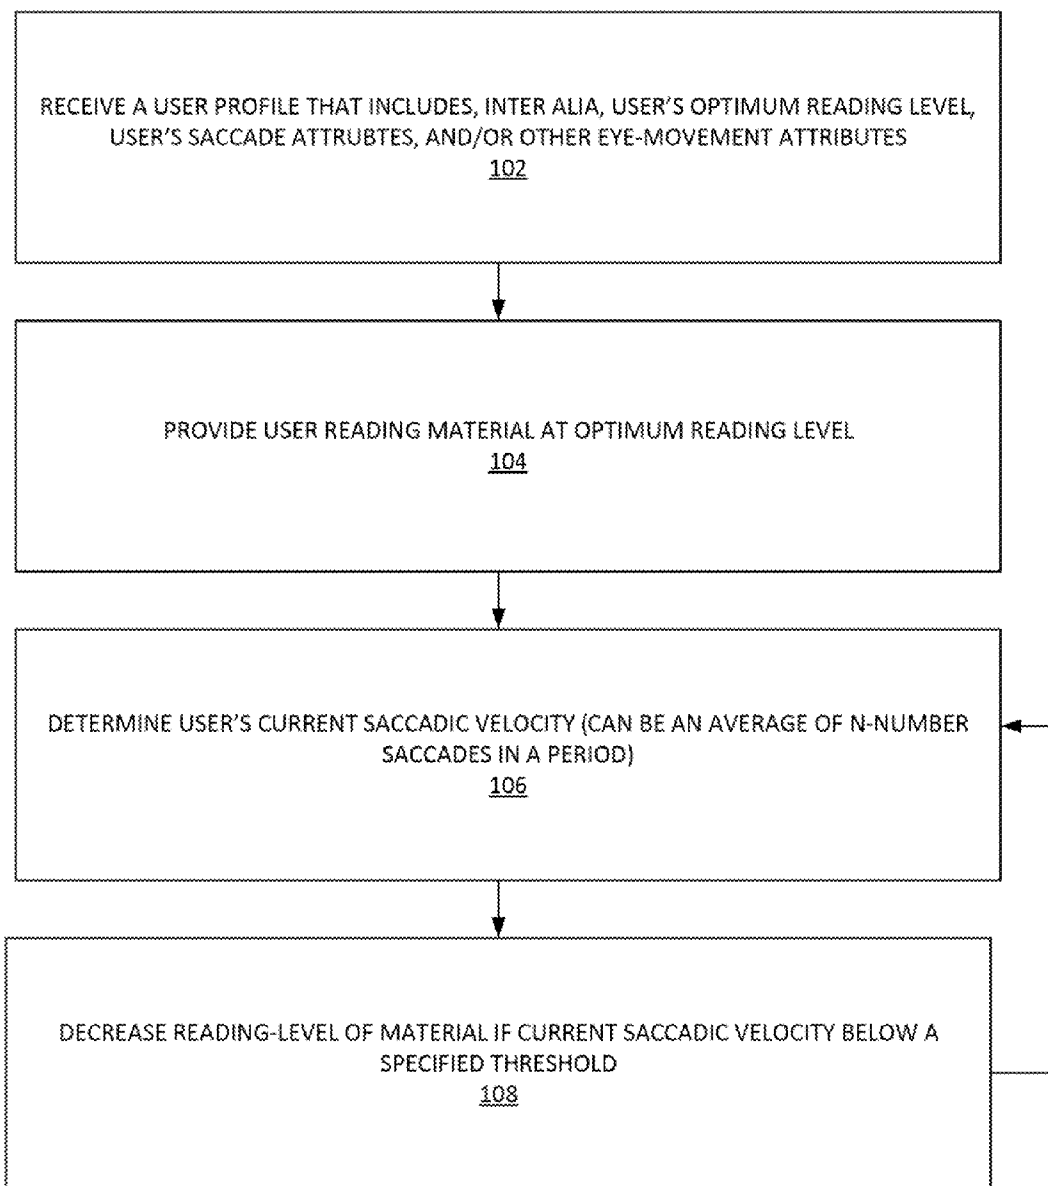 RECEIVE A USER PROFILE THAT INCLUDES, INTER ALIA, USER'S OPTIMUM READING LEVEL,
USER'S SACCADE ATTRUBTES, AND/OR OTHER EYE-MOVEMENT ATTRIBUTES
102
PROVIDE USER READING MATERIAL AT OPTIMUM READING LEVEL
104
DETERMINE USER'S CURRENT SACCADIC VELOCITY (CAN BE AN AVERAGE OF N-NUMBER
SACCADES IN A PERIOD)
106
DECREASE READING-LEVEL OF MATERIAL IF CURRENT SACCADIC VELOCITY BELOW A
SPECIFIED THRESHOLD
108